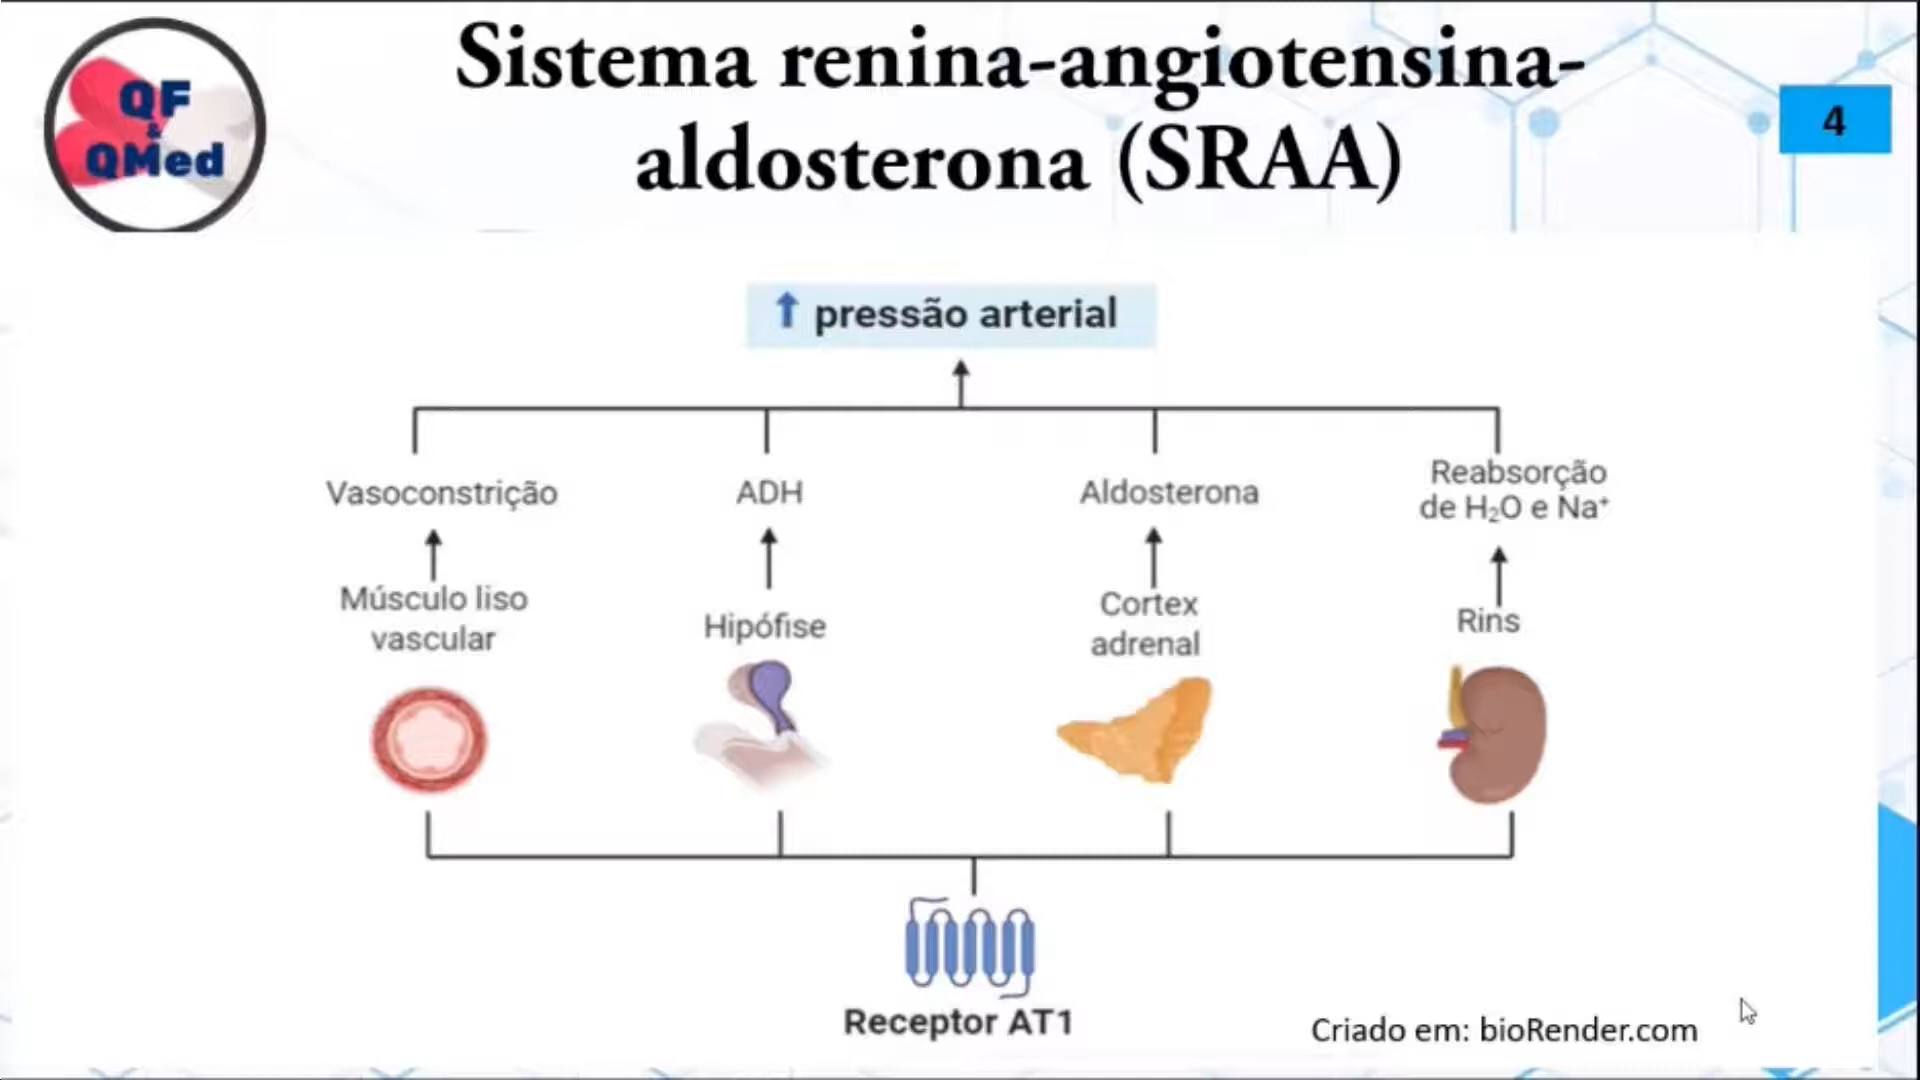 QF
&
QMed
Sistema renina-angiotensina-
aldosterona (SRAA)
4
↑ pressão arterial
Vasoconstrição
ADH
Aldosterona
Reabsorção
de H₂O e Na⁺
Músculo liso
vascular
Hipófise
Cortex
adrenal
Rins
Receptor AT1
Criado em: bioRender.com